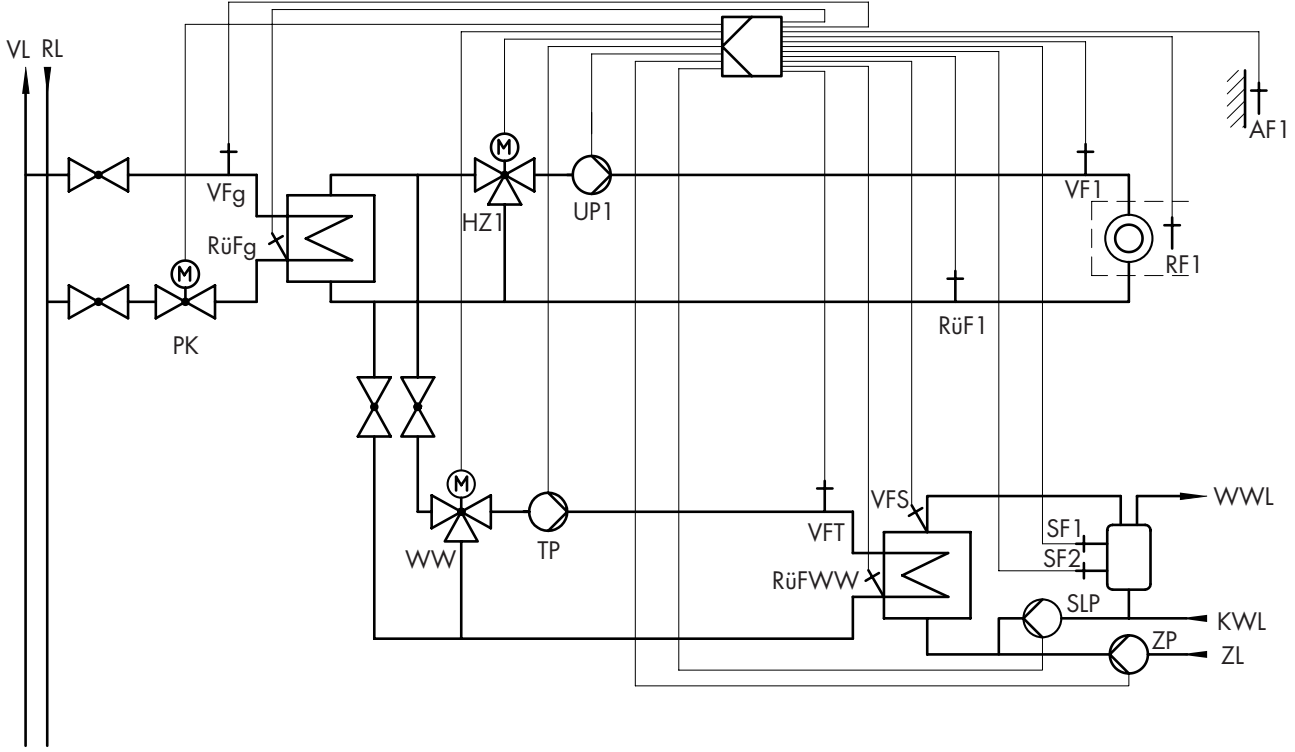 VL RL
AF1
VFg
HZ1
UP1
VF1
RüFg
RF1
M
M
PK
RüF1
M
WW
TP
VFT
VFS
WWL
SF1
SF2
RüFWW
SLP
KWL
ZP
ZL